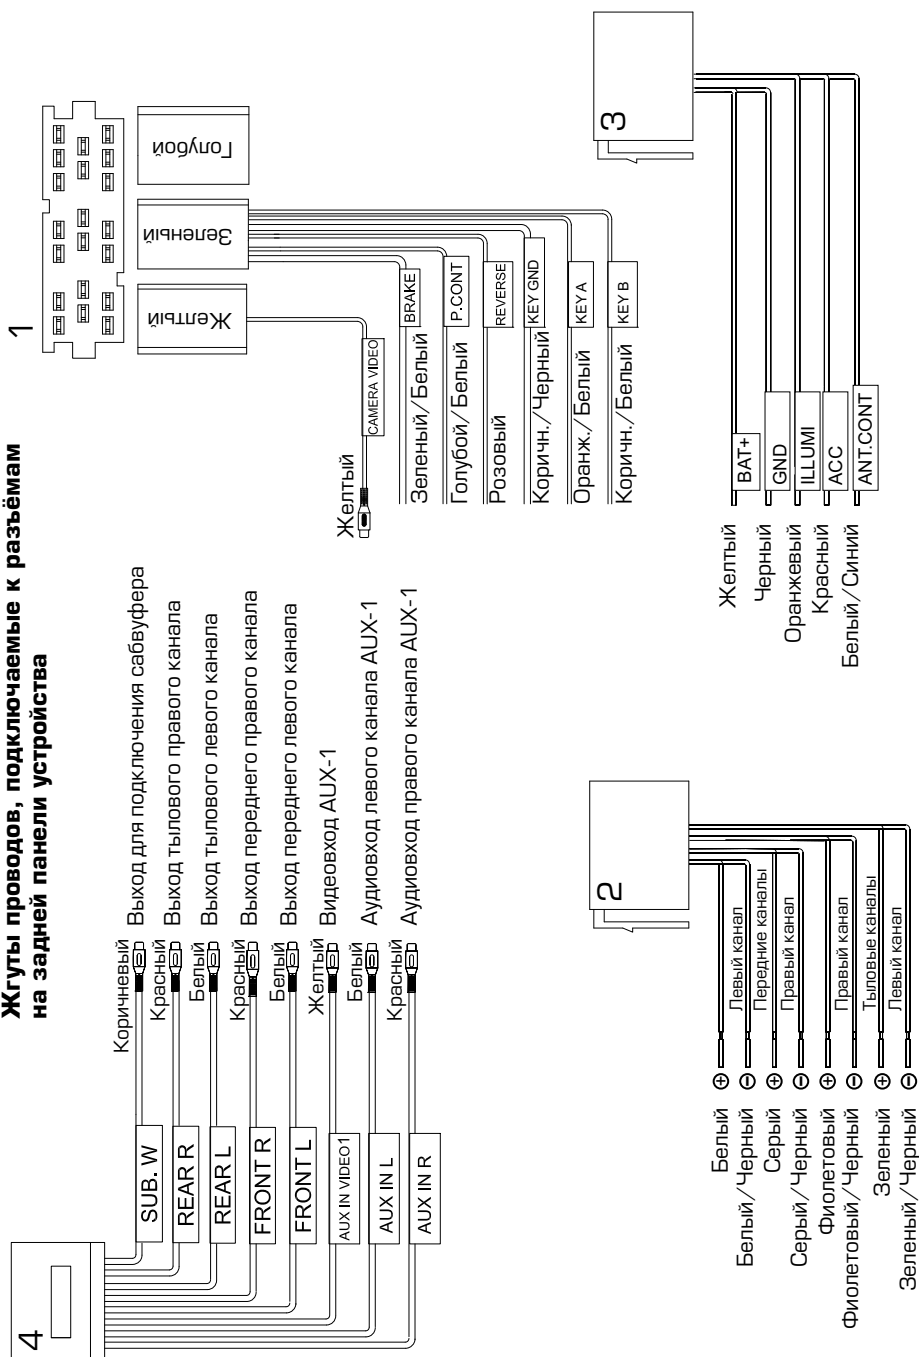 Жгуты проводов, подключаемые к разъёмам
на задней панели устройства
4
SUB. W
Коричневый
Выход для подключения сабвуфера
REAR R
Красный
Выход тылового правого канала
REAR L
Белый
Выход тылового левого канала
FRONT R
Красный
Выход переднего правого канала
FRONT L
Белый
Выход переднего левого канала
AUX IN VIDEO1
Желтый
Видеовход AUX-1
AUX IN L
Белый
Аудиовход левого канала AUX-1
AUX IN R
Красный
Аудиовход правого канала AUX-1
1
Желтый
Зеленый
Голубой
Желтый
CAMERA VIDEO
Зеленый/Белый
BRAKE
Голубой/Белый
P.CONT
Розовый
REVERSE
Коричн./Черный
KEY GND
Оранж./Белый
KEY A
Коричн./Белый
KEY B
2
Белый
Левый канал
Белый/Черный
Передние каналы
Серый
Правый канал
Серый/Черный
Фиолетовый
Правый канал
Фиолетовый/Черный
Тыловые каналы
Зеленый
Левый канал
Зеленый/Черный
3
Желтый
BAT+
Черный
GND
Оранжевый
ILLUMI
Красный
ACC
Белый/Синий
ANT.CONT